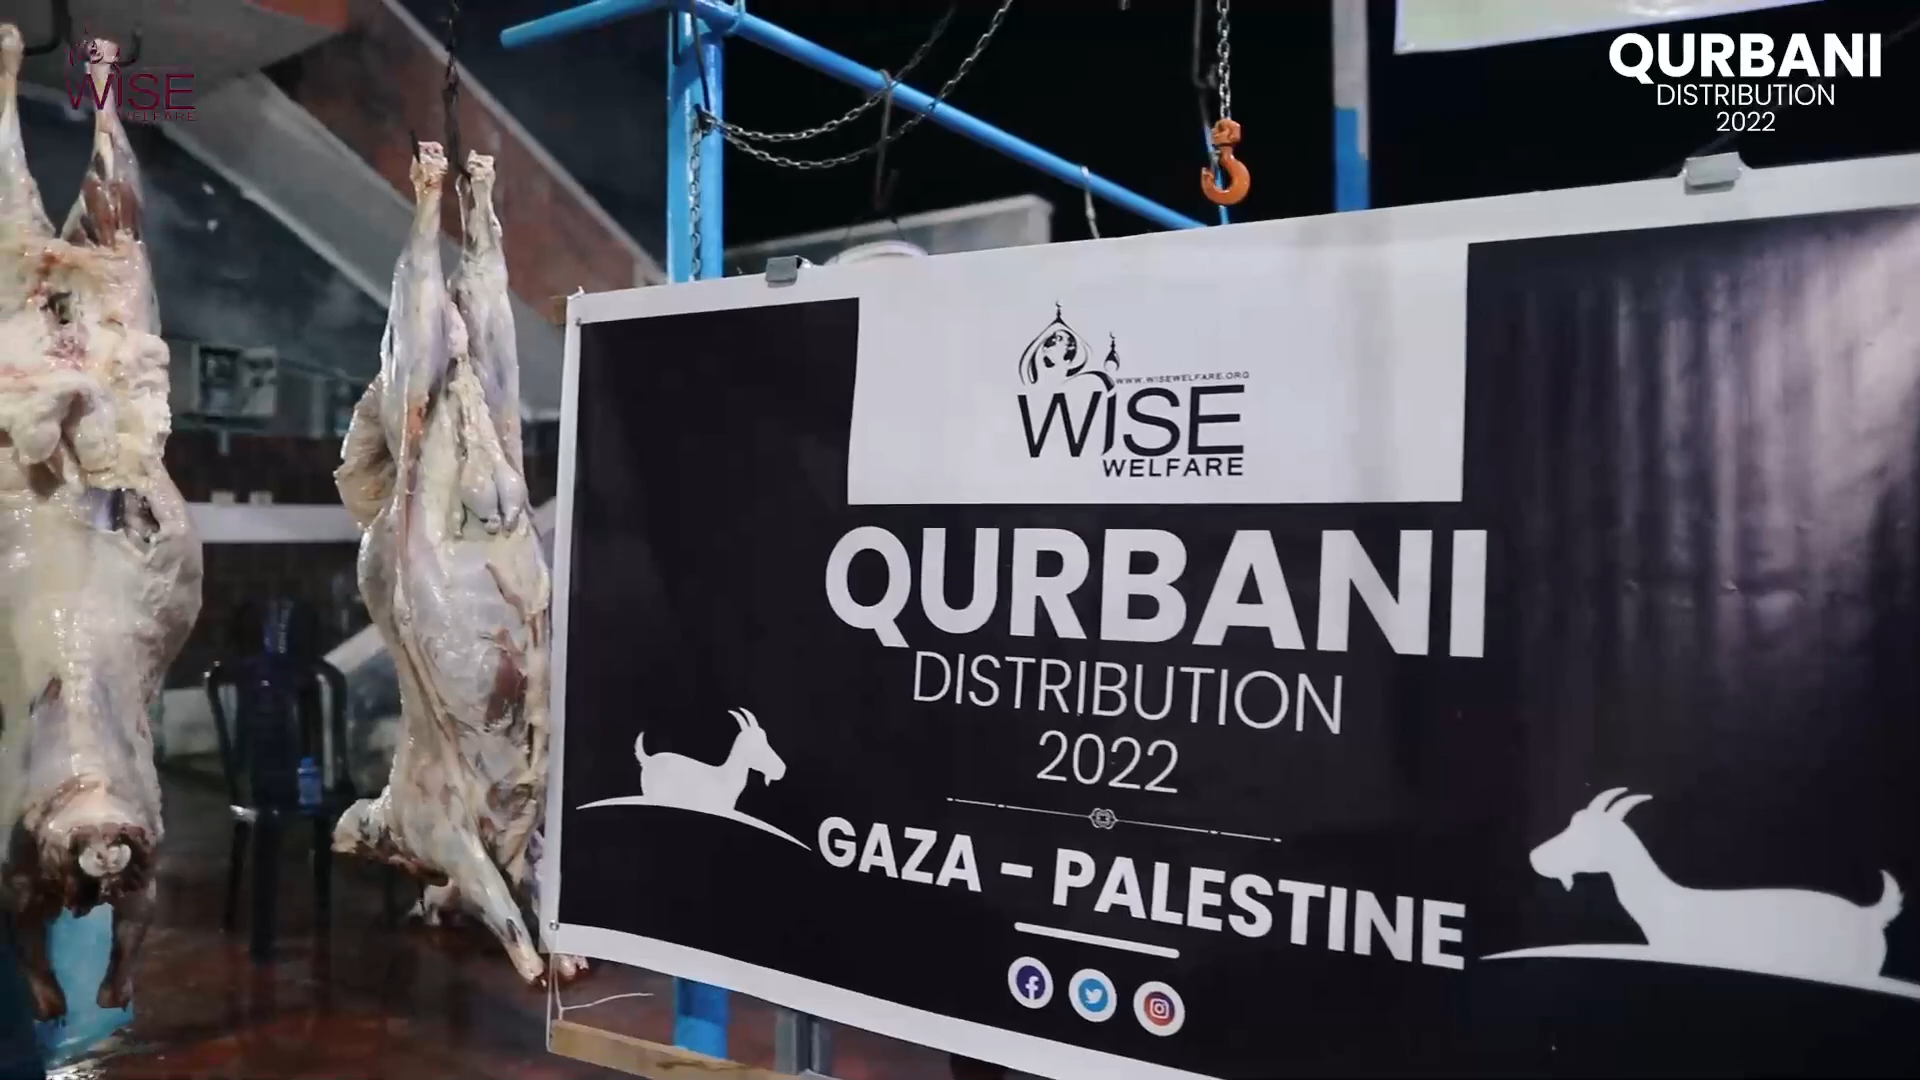 WISE
WELFARE
QURBANI
DISTRIBUTION
2022
WWW.WISEWELFARE.ORG
WISE
WELFARE
QURBANI
DISTRIBUTION
2022
GAZA - PALESTINE